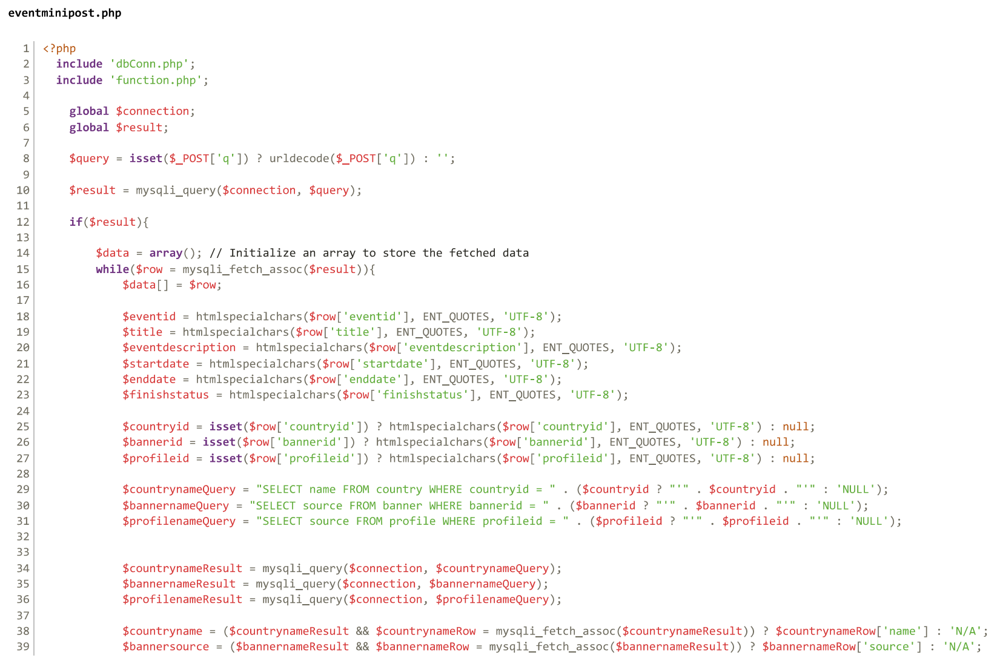 eventminipost.php
1 <?php
2 include 'dbConn.php';
3 include 'function.php';
4
5 global $connection;
6 global $result;
7
8 $query = isset($_POST['q']) ? urldecode($_POST['q']) : '';
9
10 $result = mysqli_query($connection, $query);
11
12 if($result){
13
14 $data = array(); // Initialize an array to store the fetched data
15 while($row = mysqli_fetch_assoc($result)){
16 $data[] = $row;
17
18 $eventid = htmlspecialchars($row['eventid'], ENT_QUOTES, 'UTF-8');
19 $title = htmlspecialchars($row['title'], ENT_QUOTES, 'UTF-8');
20 $eventdescription = htmlspecialchars($row['eventdescription'], ENT_QUOTES, 'UTF-8');
21 $startdate = htmlspecialchars($row['startdate'], ENT_QUOTES, 'UTF-8');
22 $enddate = htmlspecialchars($row['enddate'], ENT_QUOTES, 'UTF-8');
23 $finishstatus = htmlspecialchars($row['finishstatus'], ENT_QUOTES, 'UTF-8');
24
25 $countryid = isset($row['countryid']) ? htmlspecialchars($row['countryid'], ENT_QUOTES, 'UTF-8') : null;
26 $bannerid = isset($row['bannerid']) ? htmlspecialchars($row['bannerid'], ENT_QUOTES, 'UTF-8') : null;
27 $profileid = isset($row['profileid']) ? htmlspecialchars($row['profileid'], ENT_QUOTES, 'UTF-8') : null;
28
29 $countrynameQuery = "SELECT name FROM country WHERE countryid = " . ($countryid ? "'" . $countryid . "'" : 'NULL');
30 $bannernameQuery = "SELECT source FROM banner WHERE bannerid = " . ($bannerid ? "'" . $bannerid . "'" : 'NULL');
31 $profilenameQuery = "SELECT source FROM profile WHERE profileid = " . ($profileid ? "'" . $profileid . "'" : 'NULL');
32
33
34 $countrynameResult = mysqli_query($connection, $countrynameQuery);
35 $bannernameResult = mysqli_query($connection, $bannernameQuery);
36 $profilenameResult = mysqli_query($connection, $profilenameQuery);
37
38 $countryname = ($countrynameResult && $countrynameRow = mysqli_fetch_assoc($countrynameResult)) ? $countrynameRow['name'] : 'N/A';
39 $bannersource = ($bannernameResult && $bannernameRow = mysqli_fetch_assoc($bannernameResult)) ? $bannernameRow['source'] : 'N/A';